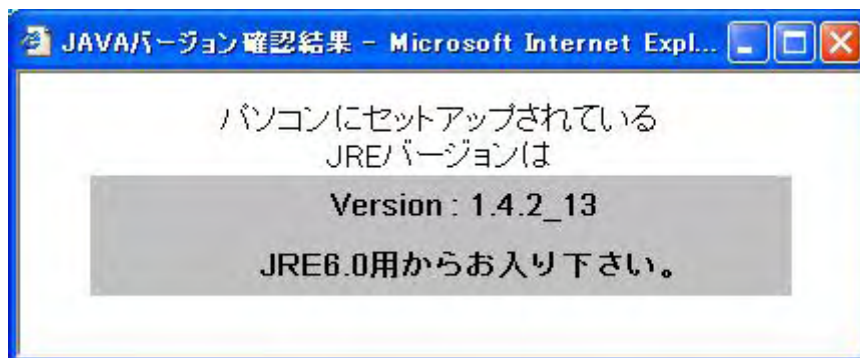 JAVAバージョン確認結果 - Microsoft Internet Expl...
パソコンにセットアップされている
JREバージョンは
Version : 1.4.2_13
JRE6.0用からお入り下さい。